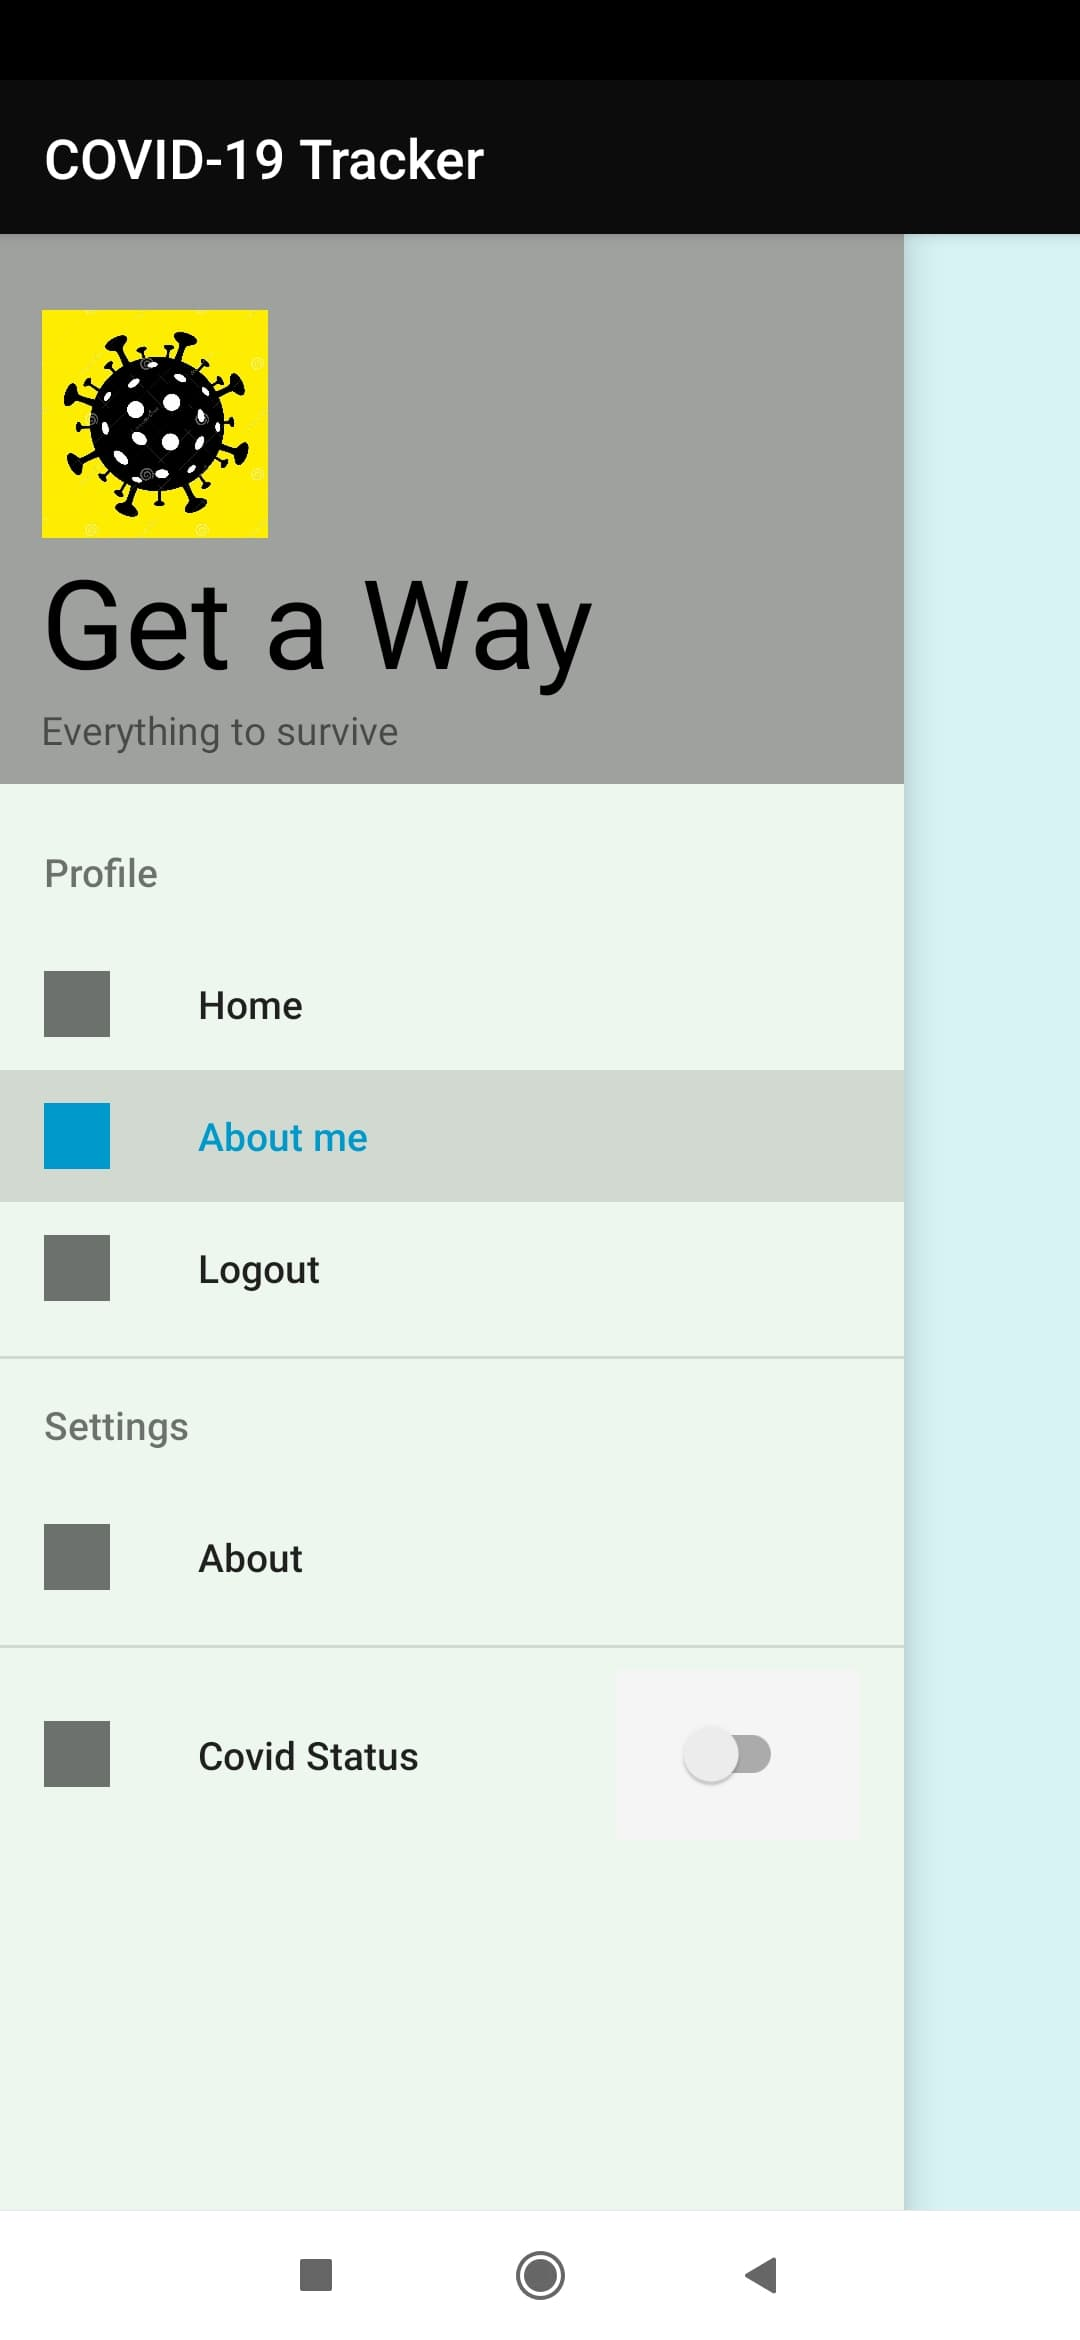 COVID-19 Tracker
Get a Way
Everything to survive
Profile
Home
About me
Logout
Settings
About
Covid Status